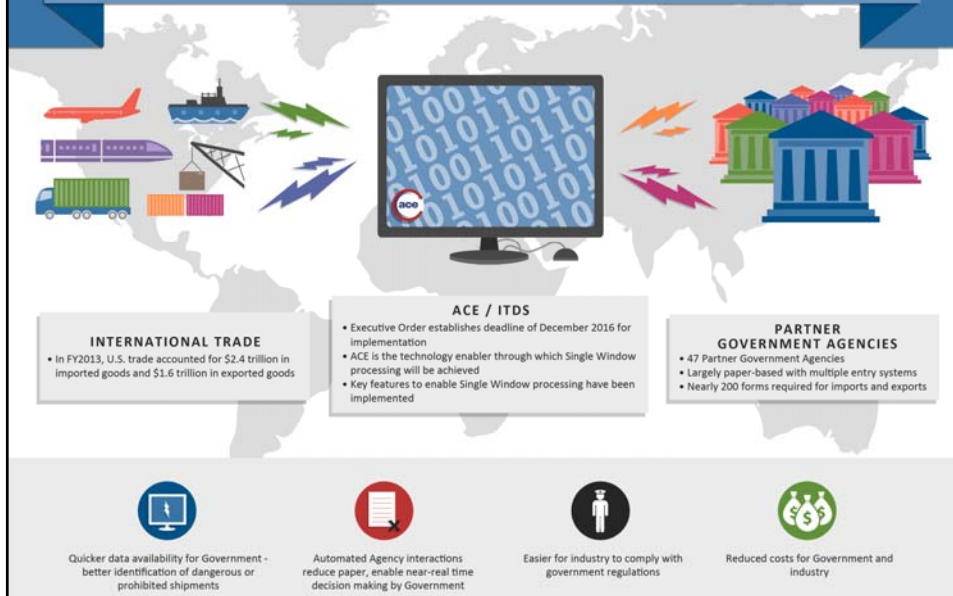 ace
INTERNATIONAL TRADE
• In FY2013, U.S. trade accounted for $2.4 trillion in
imported goods and $1.6 trillion in exported goods
ACE / ITDS
• Executive Order establishes deadline of December 2016 for
implementation
• ACE is the technology enabler through which Single Window
processing will be achieved
• Key features to enable Single Window processing have been
implemented
PARTNER
GOVERNMENT AGENCIES
• 47 Partner Government Agencies
• Largely paper-based with multiple entry systems
• Nearly 200 forms required for imports and exports
Quicker data availability for Government -
better identification of dangerous or
prohibited shipments
Automated Agency interactions
reduce paper, enable near-real time
decision making by Government
Easier for industry to comply with
government regulations
Reduced costs for Government and
industry